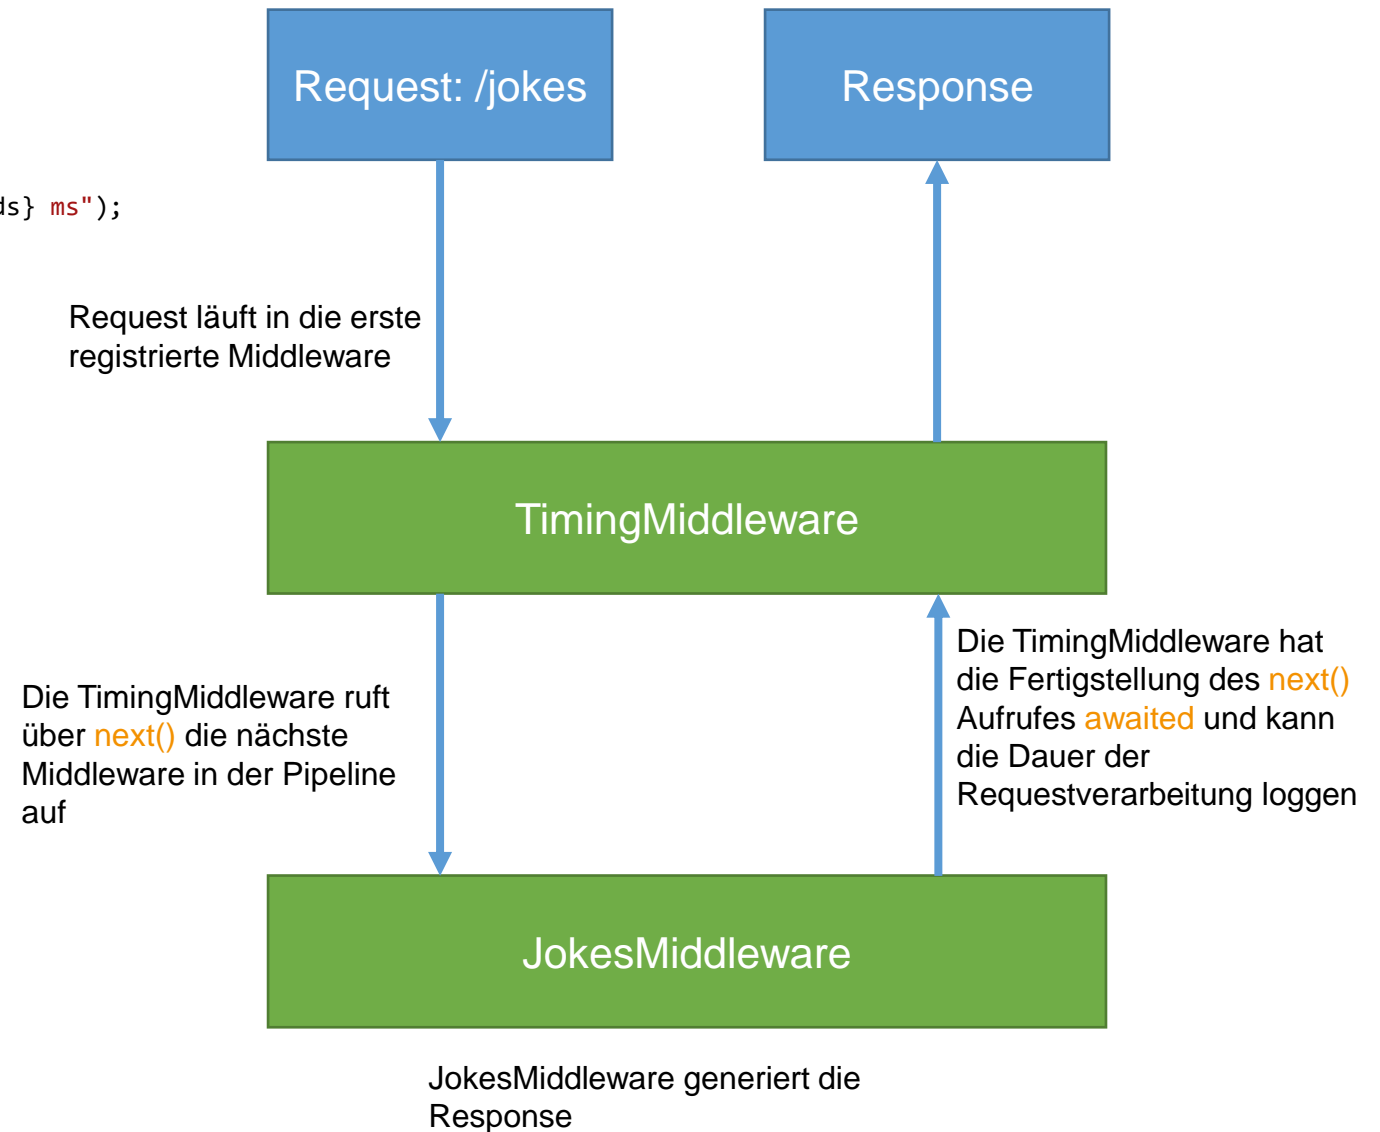 Request: /jokes
Response
ds} ms");
Request läuft in die erste
registrierte Middleware
TimingMiddleware
Die TimingMiddleware ruft
über next() die nächste
Middleware in der Pipeline
auf
Die TimingMiddleware hat
die Fertigstellung des next()
Aufrufes awaited und kann
die Dauer der
Requestverarbeitung loggen
JokesMiddleware
JokesMiddleware generiert die
Response